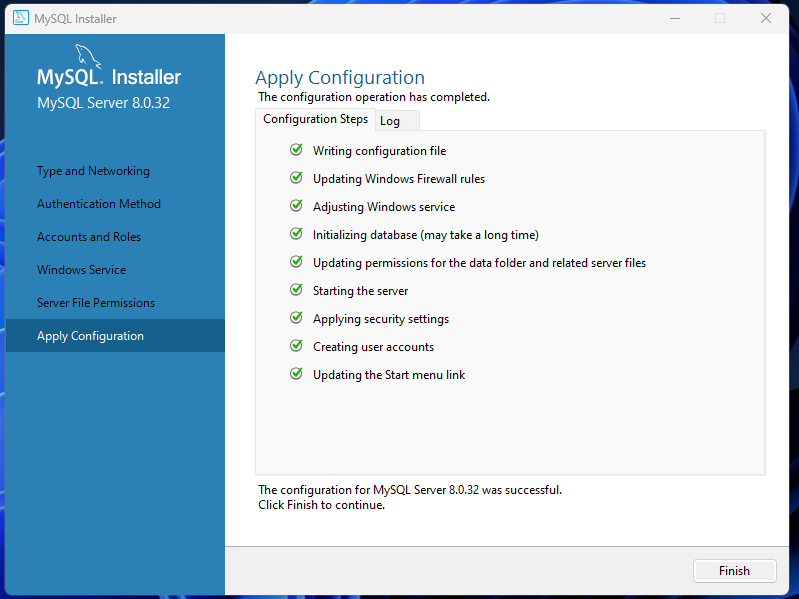 MySQL Installer
MySQL. Installer
MySQL Server 8.0.32
Type and Networking
Authentication Method
Accounts and Roles
Windows Service
Server File Permissions
Apply Configuration
Apply Configuration
The configuration operation has completed.
Configuration Steps
Log
Writing configuration file
Updating Windows Firewall rules
Adjusting Windows service
Initializing database (may take a long time)
Updating permissions for the data folder and related server files
Starting the server
Applying security settings
Creating user accounts
Updating the Start menu link
The configuration for MySQL Server 8.0.32 was successful.
Click Finish to continue.
Finish